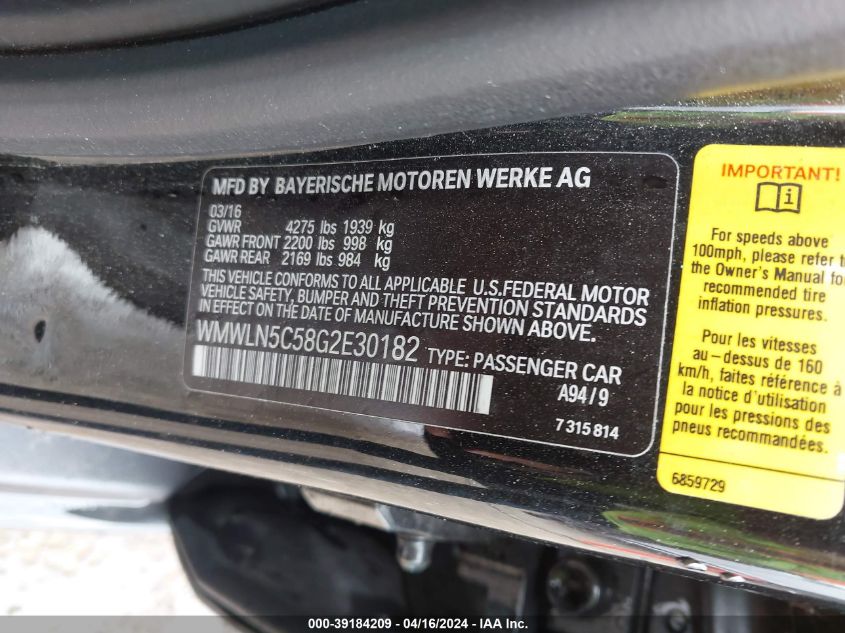 MFD BY BAYERISCHE MOTOREN WERKE AG
03/16
GVWR 4275 lbs 1939 kg
GAWR FRONT 2200 lbs 998 kg
GAWR REAR 2169 lbs 984 kg
THIS VEHICLE CONFORMS TO ALL APPLICABLE U.S.FEDERAL MOTOR
VEHICLE SAFETY, BUMPER AND THEFT PREVENTION STANDARDS
IN EFFECT ON THE DATE OF MANUFACTURE SHOWN ABOVE.
WMWLN5C58G2E30182 TYPE: PASSENGER CAR
A94/9
7 315 814
IMPORTANT!
For speeds above
100mph, please refer to
the Owner's Manual for
recommended tire
inflation pressures.
Pour les vitesses
au-dessus de 160
km/h, faites référence à
la notice d'utilisation
pour les pressions des
pneus recommandées.
6859729
000-39184209 - 04/16/2024 - IAA Inc.